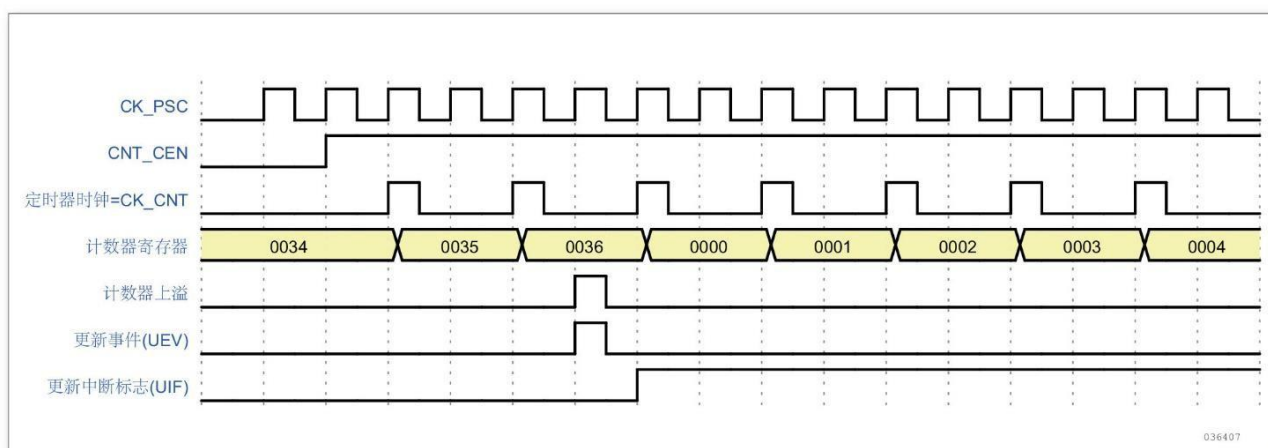 CK_PSC
CNT_CEN
定时器时钟=CK_CNT
计数器寄存器 0034 0035 0036 0000 0001 0002 0003 0004
计数器上溢
更新事件(UEV)
更新中断标志(UIF)
036407